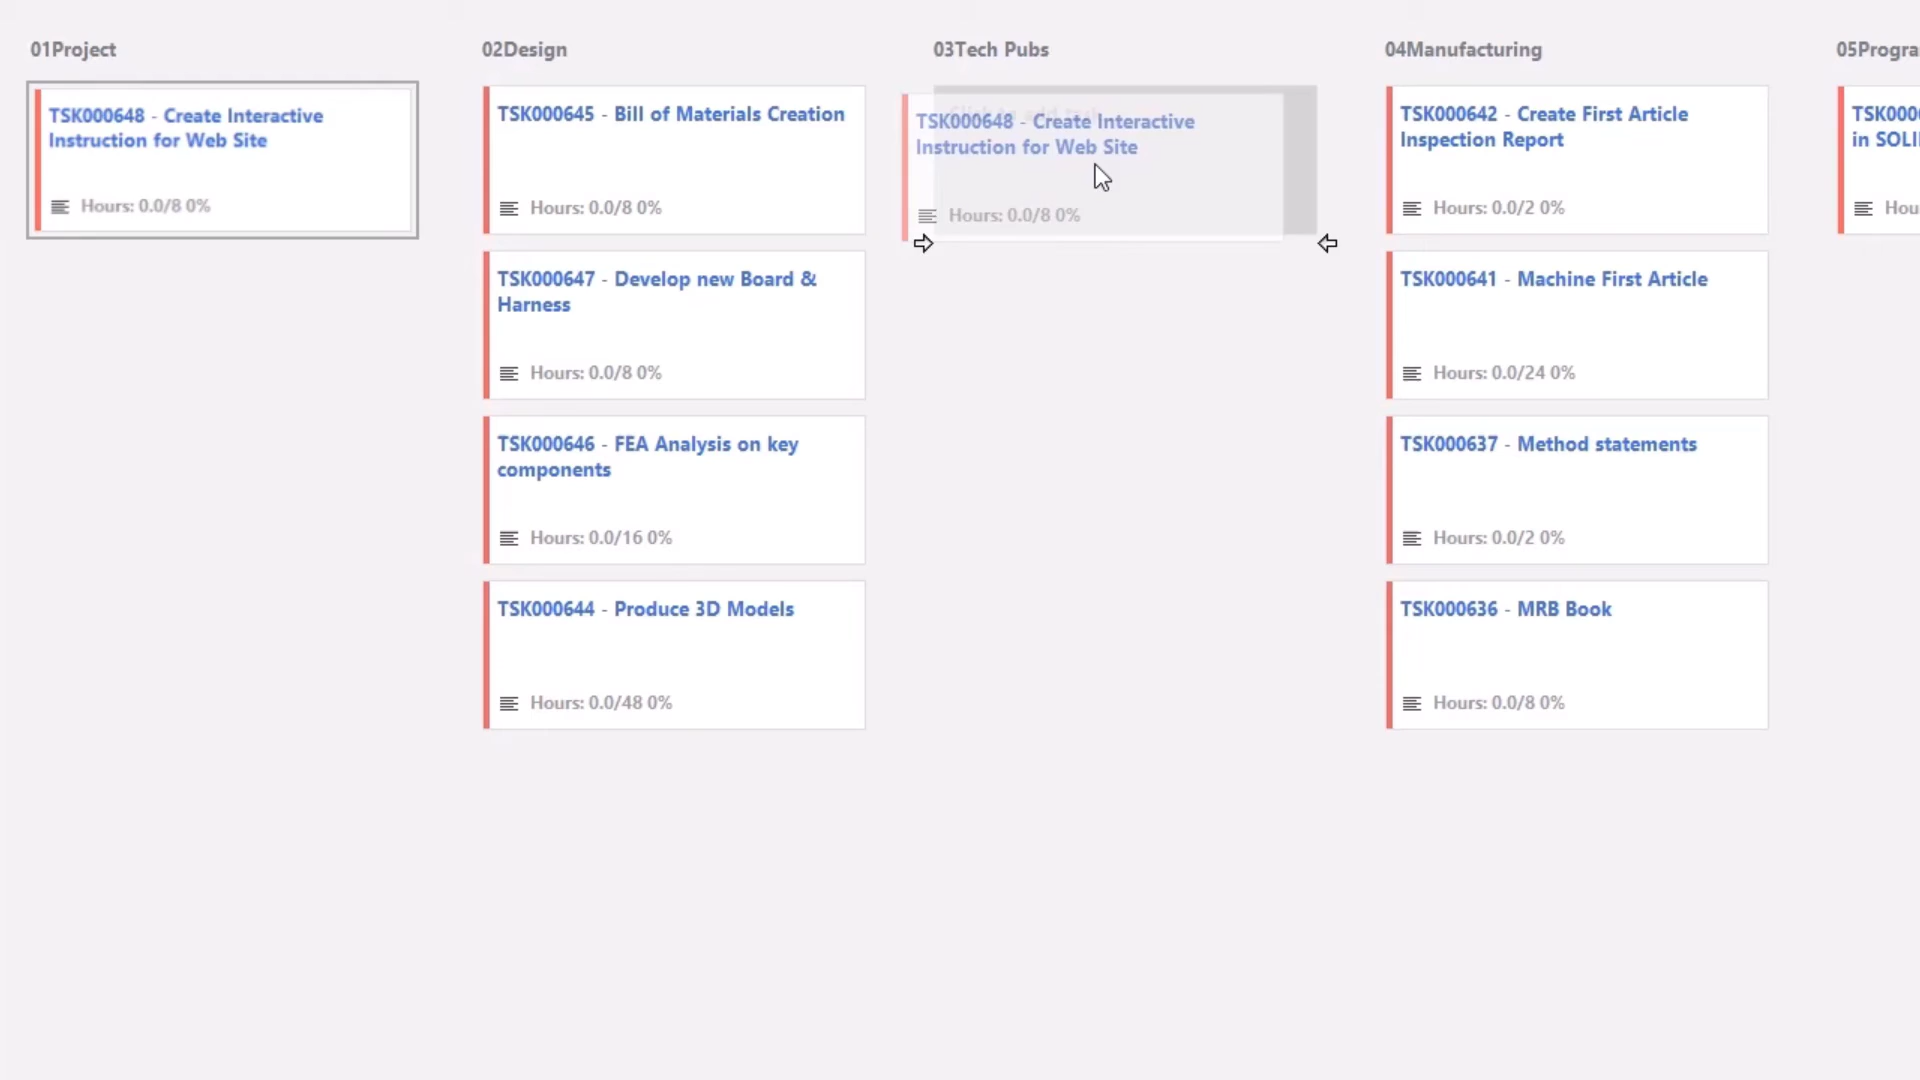 01Project
TSK000648 - Create Interactive
Instruction for Web Site
Hours: 0.0/8 0%
02Design
TSK000645 - Bill of Materials Creation
Hours: 0.0/8 0%
TSK000647 - Develop new Board &
Harness
Hours: 0.0/8 0%
TSK000646 - FEA Analysis on key
components
Hours: 0.0/16 0%
TSK000644 - Produce 3D Models
Hours: 0.0/48 0%
03Tech Pubs
TSK000648 - Create Interactive
Instruction for Web Site
Hours: 0.0/8 0%
04Manufacturing
TSK000642 - Create First Article
Inspection Report
Hours: 0.0/2 0%
TSK000641 - Machine First Article
Hours: 0.0/24 0%
TSK000637 - Method statements
Hours: 0.0/2 0%
TSK000636 - MRB Book
Hours: 0.0/8 0%
05Progra
TSK000
in SOLI
Hou